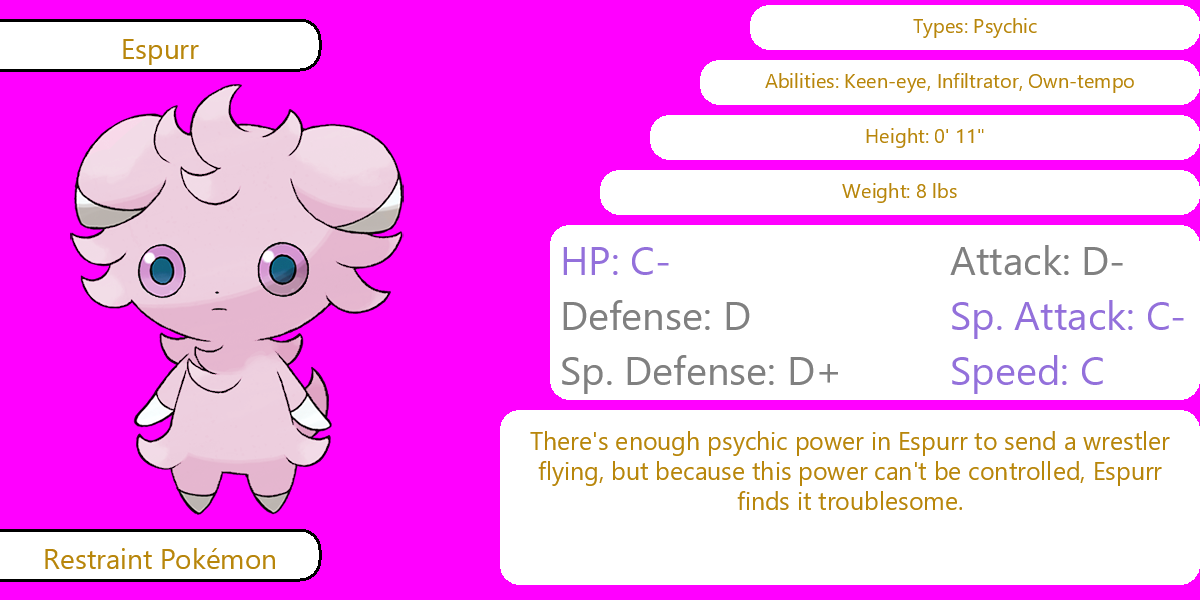 Espurr
Types: Psychic
Abilities: Keen-eye, Infiltrator, Own-tempo
Height: 0' 11"
Weight: 8 lbs
HP: C-
Attack: D-
Defense: D
Sp. Attack: C-
Sp. Defense: D+
Speed: C
There's enough psychic power in Espurr to send a wrestler
flying, but because this power can't be controlled, Espurr
finds it troublesome.
Restraint Pokémon